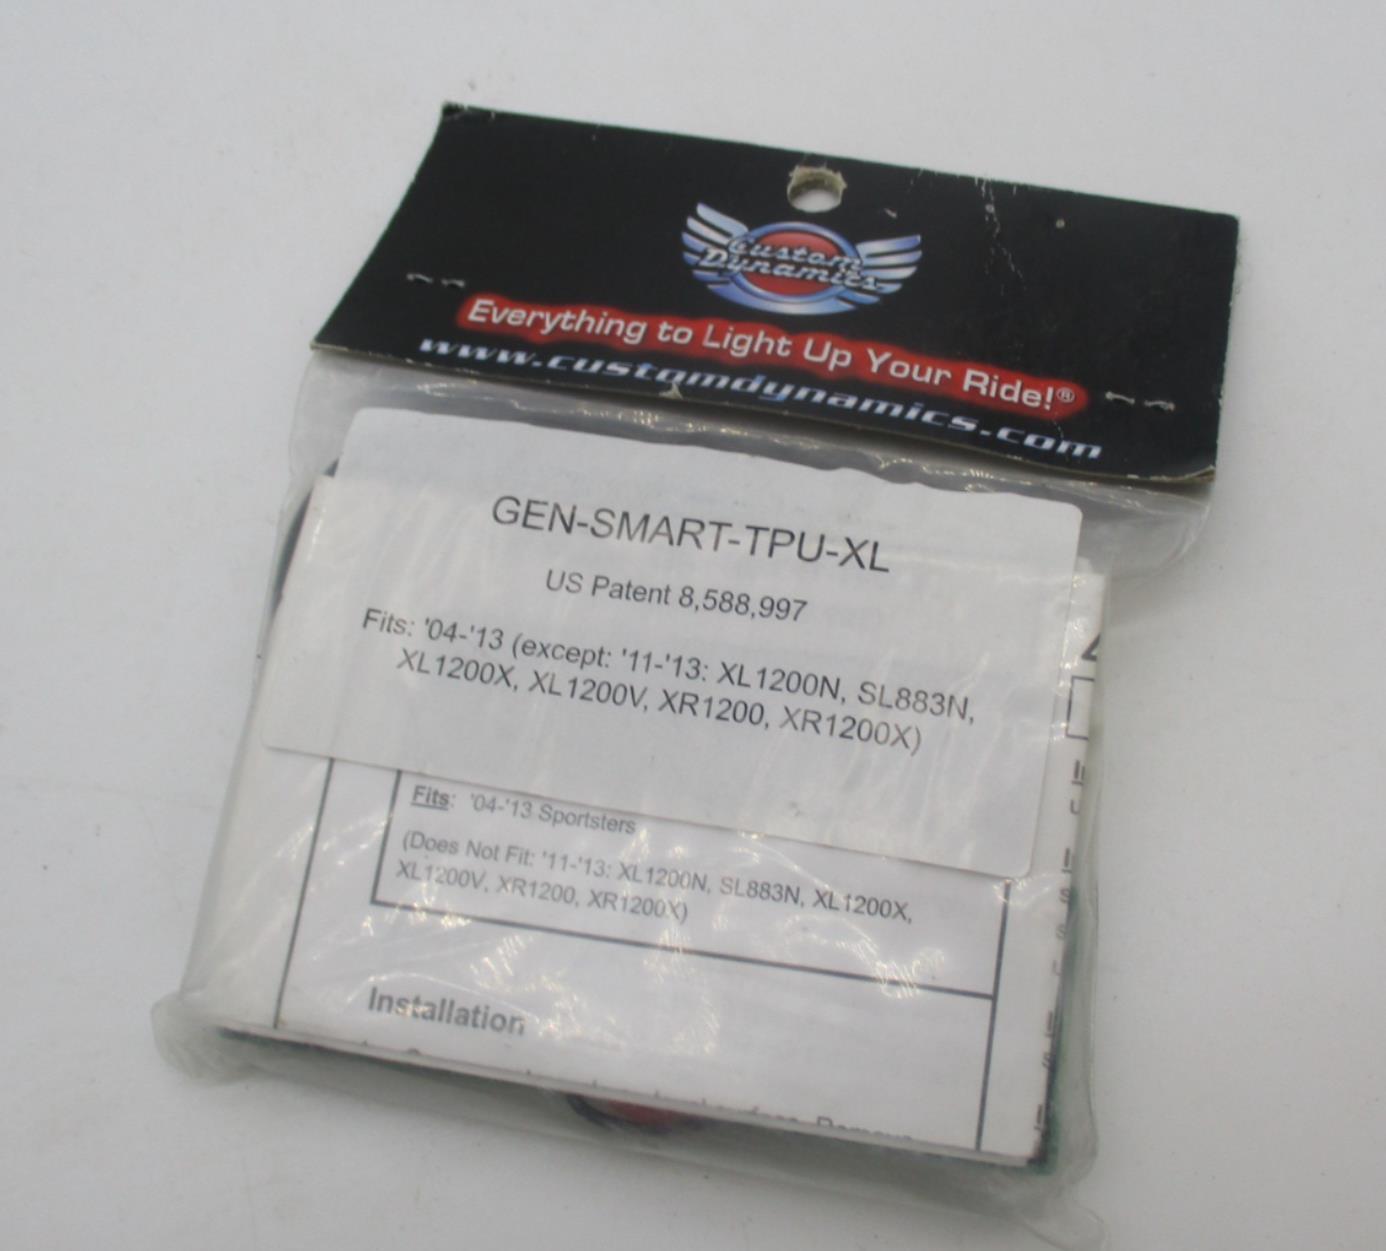 Custom
Dynamics
Everything to Light Up Your Ride!®
www.customdynamics.com
GEN-SMART-TPU-XL
US Patent 8,588,997
Fits: '04-'13 (except: '11-'13: XL1200N, SL883N,
XL1200X, XL1200V, XR1200, XR1200X)
Fits: '04-'13 Sportsters
(Does Not Fit: '11-'13: XL1200N, SL883N, XL1200X,
XL1200V, XR1200, XR1200X)
Installation